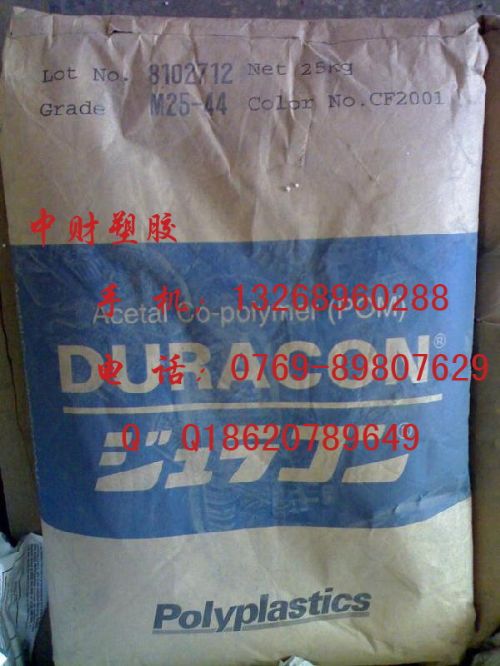 Lot No. 8102712 Net 25kg
Grade M25-44 Color No.CF2001
中财塑胶
手 机：13268960288
Acetal Co-polymer (POM)
DURACON®
电话：0769-89807629
Q Q18620789649
ジュラコン®
Polyplastics